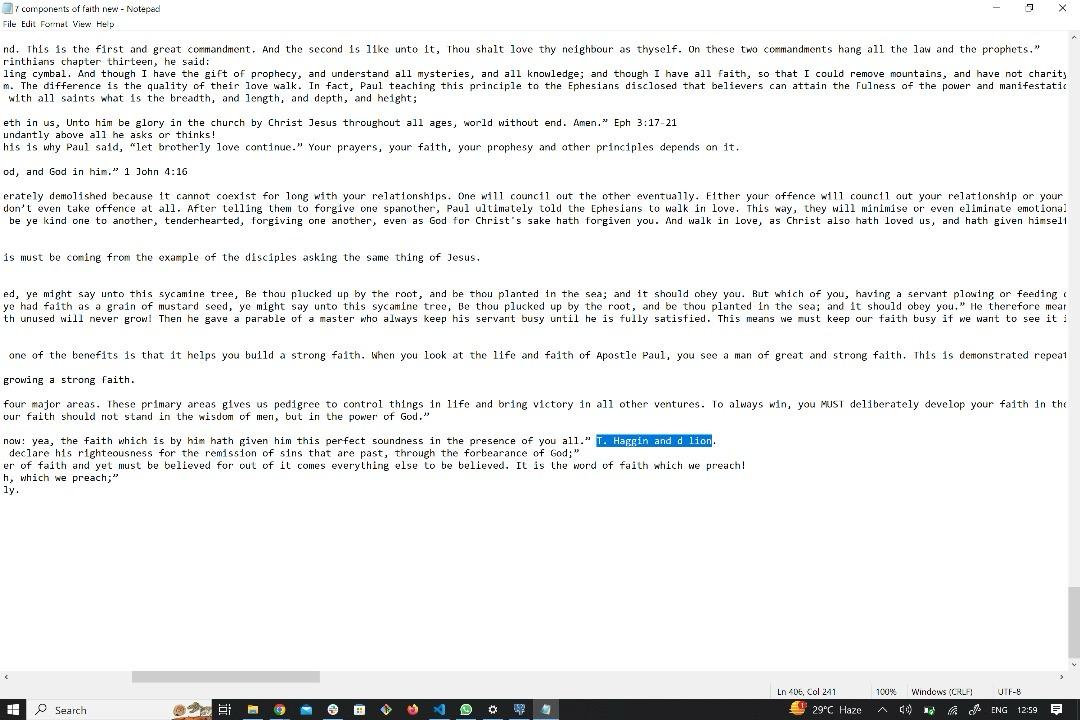 7 components of faith new - Notepad
File Edit Format View Help
nd. This is the first and great commandment. And the second is like unto it, Thou shalt love thy neighbour as thyself. On these two commandments hang all the law and the prophets.”
rinthians chapter thirteen, he said:
ling cymbal. And though I have the gift of prophecy, and understand all mysteries, and all knowledge; and though I have all faith, so that I could remove mountains, and have not charity
m. The difference is the quality of their love walk. In fact, Paul teaching this principle to the Ephesians disclosed that believers can attain the Fulness of the power and manifestatic
with all saints what is the breadth, and length, and depth, and height;
eth in us, Unto him be glory in the church by Christ Jesus throughout all ages, world without end. Amen.” Eph 3:17-21
undantly above all he asks or thinks!
his is why Paul said, “let brotherly love continue.” Your prayers, your faith, your prophesy and other principles depends on it.
od, and God in him.” 1 John 4:16
erately demolished because it cannot coexist for long with your relationships. One will council out the other eventually. Either your offence will council out your relationship or your
don’t even take offence at all. After telling them to forgive one spanother, Paul ultimately told the Ephesians to walk in love. This way, they will minimise or even eliminate emotional
be ye kind one to another, tenderhearted, forgiving one another, even as God for Christ's sake hath forgiven you. And walk in love, as Christ also hath loved us, and hath given himself
is must be coming from the example of the disciples asking the same thing of Jesus.
ed, ye might say unto this sycamine tree, Be thou plucked up by the root, and be thou planted in the sea; and it should obey you. But which of you, having a servant plowing or feeding
ye had faith as a grain of mustard seed, ye might say unto this sycamine tree, Be thou plucked up by the root, and be thou planted in the sea; and it should obey you.” He therefore mear
th unused will never grow! Then he gave a parable of a master who always keep his servant busy until he is fully satisfied. This means we must keep our faith busy if we want to see it
one of the benefits is that it helps you build a strong faith. When you look at the life and faith of Apostle Paul, you see a man of great and strong faith. This is demonstrated repeat
growing a strong faith.
four major areas. These primary areas gives us pedigree to control things in life and bring victory in all other ventures. To always win, you MUST deliberately develop your faith in the
our faith should not stand in the wisdom of men, but in the power of God.”
now: yea, the faith which is by him hath given him this perfect soundness in the presence of you all.” T. Haggin and d lion.
declare his righteousness for the remission of sins that are past, through the forbearance of God;”
er of faith and yet must be believed for out of it comes everything else to be believed. It is the word of faith which we preach!
h, which we preach;”
ly.
Ln 406, Col 241 100% Windows (CRLF) UTF-8
Search 29°C Haze ENG 12:59